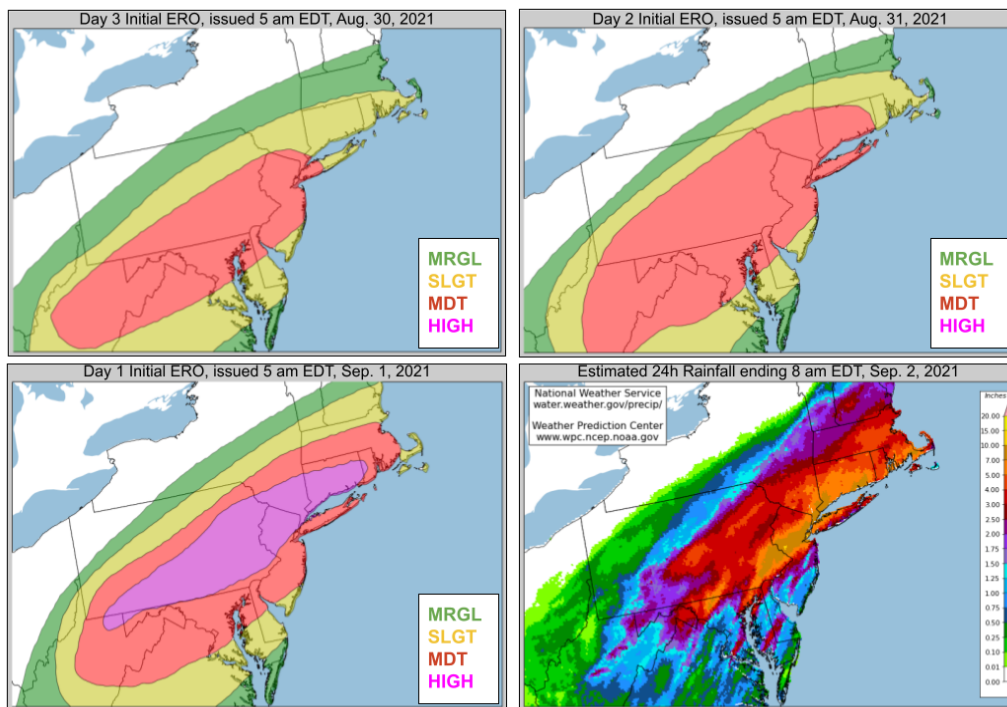 Day 3 Initial ERO, issued 5 am EDT, Aug. 30, 2021
MRGL
SLGT
MDT
HIGH
Day 2 Initial ERO, issued 5 am EDT, Aug. 31, 2021
MRGL
SLGT
MDT
HIGH
Day 1 Initial ERO, issued 5 am EDT, Sep. 1, 2021
MRGL
SLGT
MDT
HIGH
Estimated 24h Rainfall ending 8 am EDT, Sep. 2, 2021
National Weather Service
water.weather.gov/precip/
Weather Prediction Center
www.wpc.ncep.noaa.gov
Inches
20.00
15.00
10.00
7.00
5.00
4.00
3.00
2.50
2.00
1.75
1.50
1.25
1.00
0.75
0.50
0.25
0.10
0.01
0.00